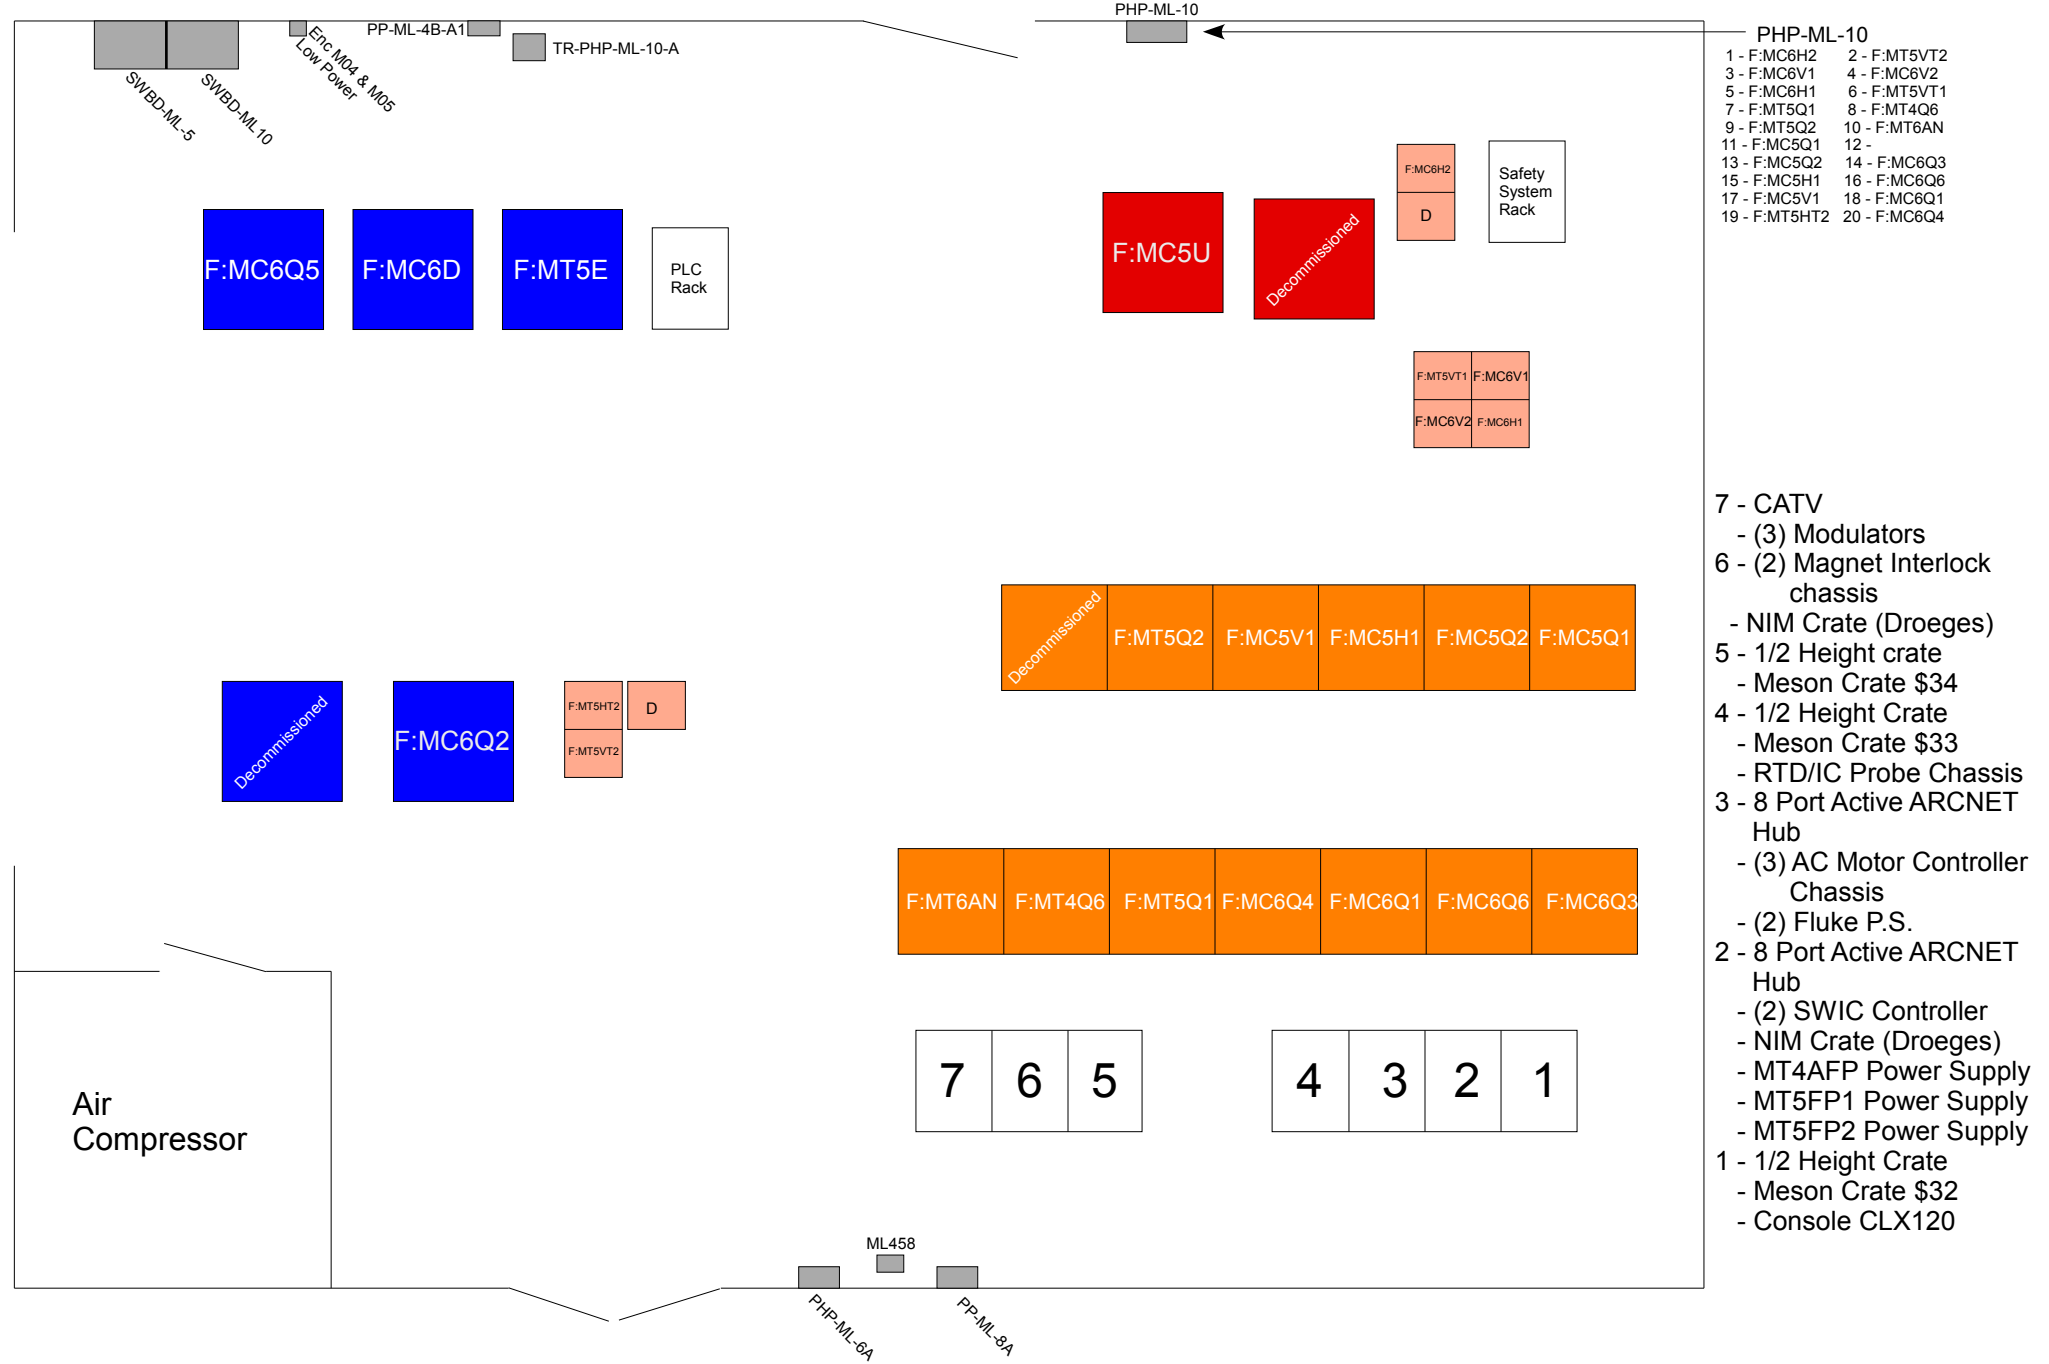 PHP-ML-10
PP-ML-4B-A1
TR-PHP-ML-10-A
Enc M04 & M05
Low Power
SWBD-ML-5
SWBD-ML10
PHP-ML-10
1 - F:MC6H2 2 - F:MT5VT2
3 - F:MC6V1 4 - F:MC6V2
5 - F:MC6H1 6 - F:MT5VT1
7 - F:MT5Q1 8 - F:MT4Q6
9 - F:MT5Q2 10 - F:MT6AN
11 - F:MC5Q1 12 -
13 - F:MC5Q2 14 - F:MC6Q3
15 - F:MC5H1 16 - F:MC6Q6
17 - F:MC5V1 18 - F:MC6Q1
19 - F:MT5HT2 20 - F:MC6Q4
F:MC6H2
D
Safety
System
Rack
F:MC6Q5
F:MC6D
F:MT5E
PLC
Rack
F:MC5U
Decommissioned
F:MT5VT1
F:MC6V1
F:MC6V2
F:MC6H1
Decommissioned
F:MT5Q2
F:MC5V1
F:MC5H1
F:MC5Q2
F:MC5Q1
Decommissioned
F:MC6Q2
F:MT5HT2
D
F:MT5VT2
F:MT6AN
F:MT4Q6
F:MT5Q1
F:MC6Q4
F:MC6Q1
F:MC6Q6
F:MC6Q3
7
6
5
4
3
2
1
Air
Compressor
ML458
PHP-ML-6A
PP-ML-8A
7 - CATV
- (3) Modulators
6 - (2) Magnet Interlock
chassis
- NIM Crate (Droeges)
5 - 1/2 Height crate
- Meson Crate $34
4 - 1/2 Height Crate
- Meson Crate $33
- RTD/IC Probe Chassis
3 - 8 Port Active ARCNET
Hub
- (3) AC Motor Controller
Chassis
- (2) Fluke P.S.
2 - 8 Port Active ARCNET
Hub
- (2) SWIC Controller
- NIM Crate (Droeges)
- MT4AFP Power Supply
- MT5FP1 Power Supply
- MT5FP2 Power Supply
1 - 1/2 Height Crate
- Meson Crate $32
- Console CLX120